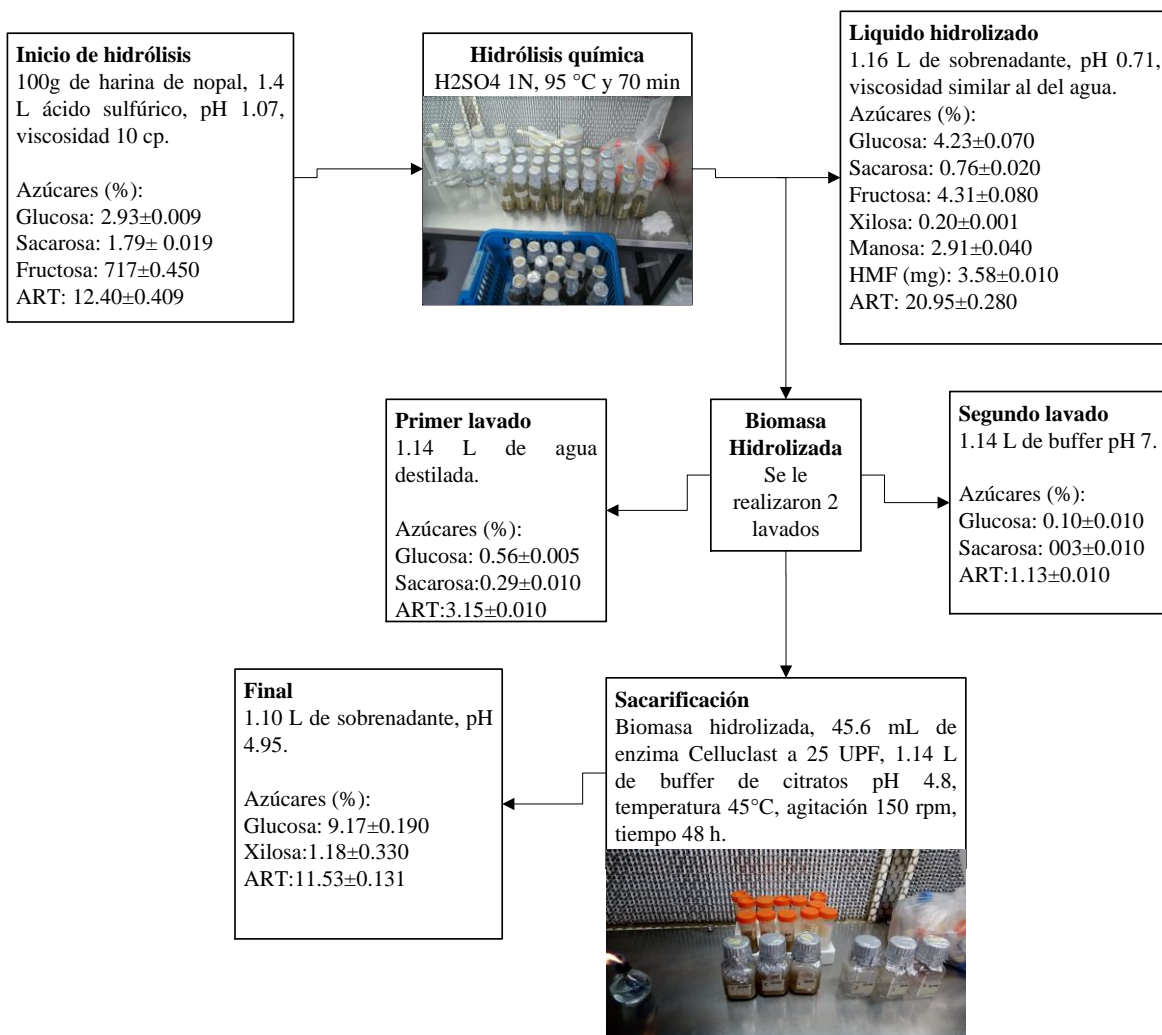 Inicio de hidrólisis
100g de harina de nopal, 1.4
L ácido sulfúrico, pH 1.07,
viscosidad 10 cp.
Azúcares (%):
Glucosa: 2.93±0.009
Sacarosa: 1.79± 0.019
Fructosa: 717±0.450
ART: 12.40±0.409
Hidrólisis química
H2SO4 1N, 95 °C y 70 min
Liquido hidrolizado
1.16 L de sobrenadante, pH 0.71,
viscosidad similar al del agua.
Azúcares (%):
Glucosa: 4.23±0.070
Sacarosa: 0.76±0.020
Fructosa: 4.31±0.080
Xilosa: 0.20±0.001
Manosa: 2.91±0.040
HMF (mg): 3.58±0.010
ART: 20.95±0.280
Primer lavado
1.14 L de agua
destilada.
Azúcares (%):
Glucosa: 0.56±0.005
Sacarosa:0.29±0.010
ART:3.15±0.010
Biomasa
Hidrolizada
Se le
realizaron 2
lavados
Segundo lavado
1.14 L de buffer pH 7.
Azúcares (%):
Glucosa: 0.10±0.010
Sacarosa: 003±0.010
ART:1.13±0.010
Final
1.10 L de sobrenadante, pH
4.95.
Azúcares (%):
Glucosa: 9.17±0.190
Xilosa:1.18±0.330
ART:11.53±0.131
Sacarificación
Biomasa hidrolizada, 45.6 mL de
enzima Celluclast a 25 UPF, 1.14 L
de buffer de citratos pH 4.8,
temperatura 45°C, agitación 150 rpm,
tiempo 48 h.